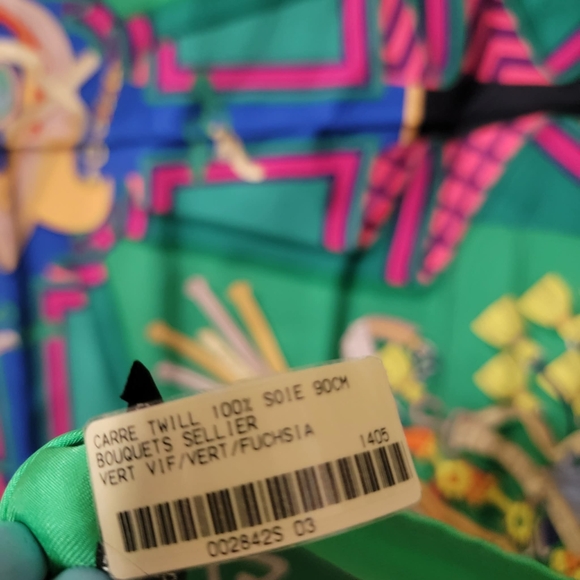 CARRE TWILL 100% SOIE 90CM
BOUQUETS SELLIER
VERT VIF/VERT/FUCHSIA 1405
002842S 03